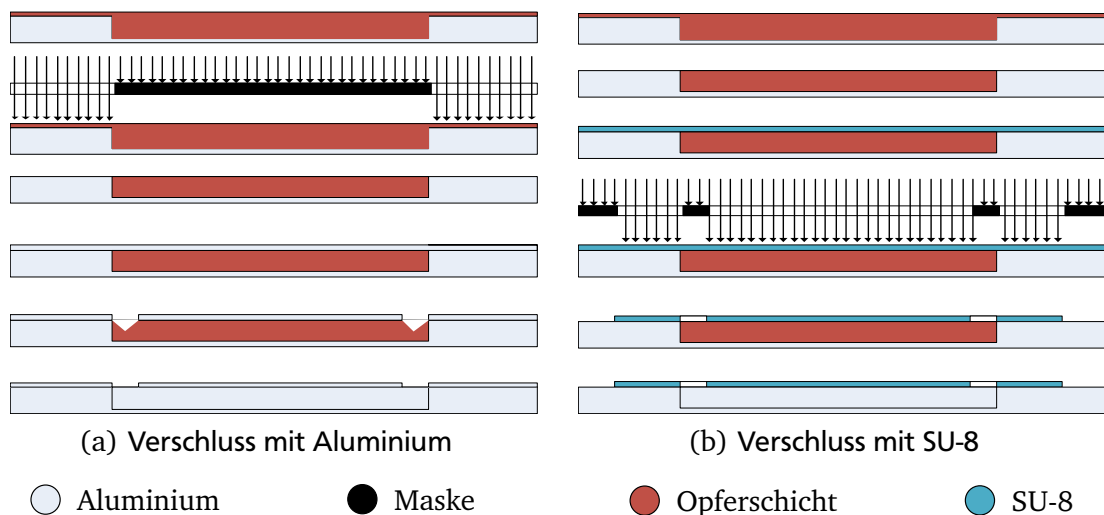 (a) Verschluss mit Aluminium
(b) Verschluss mit SU-8
Aluminium
Maske
Opferschicht
SU-8